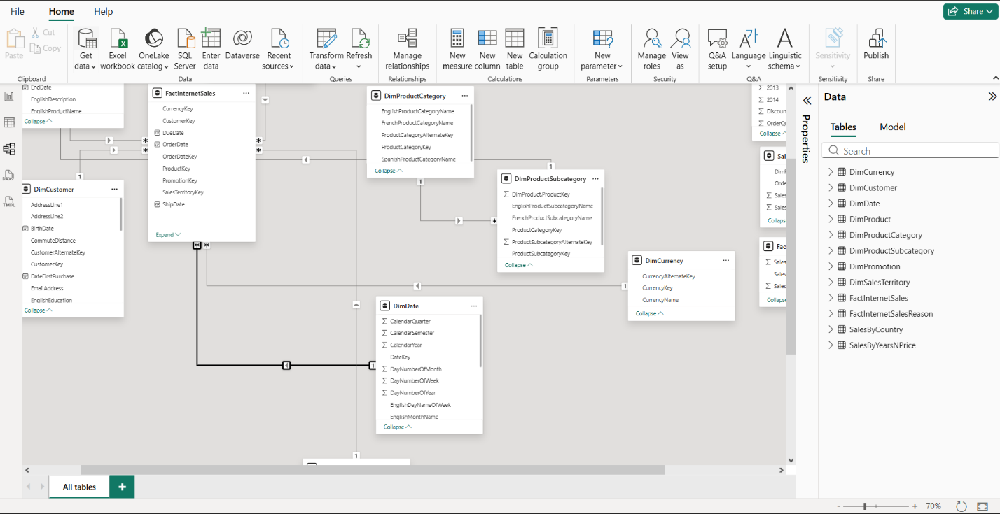 File
Home
Help
Share
Paste
Cut
Copy
Get
data
Excel
workbook
OneLake
catalog
SQL
Server
Enter
data
Dataverse
Recent
sources
Transform
data
Refresh
Manage
relationships
New
measure
New
column
New
table
Calculation
group
New
parameter
Manage
roles
View
as
Q&A
setup
Language
Linguistic
schema
Sensitivity
Publish
Clipboard
Data
Queries
Relationships
Calculations
Parameters
Security
Q&A
Sensitivity
Share
EndDate
EnglishDescription
EnglishProductName
Collapse
FactInternetSales
CurrencyKey
CustomerKey
DueDate
OrderDate
OrderDateKey
ProductKey
PromotionKey
SalesTerritoryKey
ShipDate
Expand
DimCustomer
AddressLine1
AddressLine2
BirthDate
CommuteDistance
CustomerAlternateKey
CustomerKey
DateFirstPurchase
EmailAddress
EnglishEducation
Collapse
DimProductCategory
EnglishProductCategoryName
FrenchProductCategoryName
ProductCategoryAlternateKey
ProductCategoryKey
SpanishProductCategoryName
Collapse
DimProductSubcategory
DimProduct.ProductKey
EnglishProductSubcategoryName
FrenchProductSubcategoryName
ProductCategoryKey
ProductSubcategoryAlternateKey
ProductSubcategoryKey
Collapse
DimCurrency
CurrencyAlternateKey
CurrencyKey
CurrencyName
Collapse
DimDate
CalendarQuarter
CalendarSemester
CalendarYear
DateKey
DayNumberOfMonth
DayNumberOfWeek
DayNumberOfYear
EnglishDayNameOfWeek
EnglishMonthName
Collapse
2013
2014
Discoun
OrderQu
Collapse
Sal
DimP
Orde
Sales
Sales
Collapse
Fac
Sales
Sales
Sales
Collapse
1
1
1
1
1
1
Properties
Data
Tables
Model
Search
DimCurrency
DimCustomer
DimDate
DimProduct
DimProductCategory
DimProductSubcategory
DimPromotion
DimSalesTerritory
FactInternetSales
FactInternetSalesReason
SalesByCountry
SalesByYearsNPrice
All tables
+
- + 70%